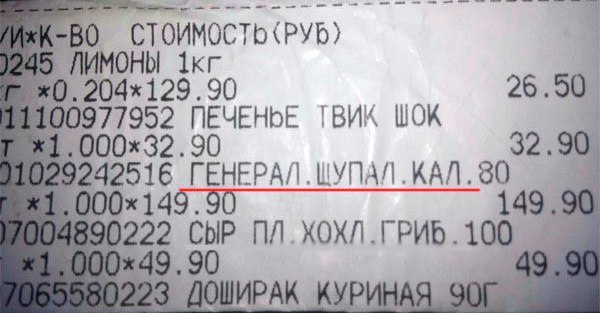 УИ*К-ВО СТОИМОСТЬ(РУБ)
0245 ЛИМОНЫ 1кг
кг *0.204*129.90 26.50
011100977952 ПЕЧЕНЬЕ ТВИК ШОК
т *1.000*32.90 32.90
01029242516 ГЕНЕРАЛ.ЩУПАЛ.КАЛ.80
т *1.000*149.90 149.90
07004890222 СЫР ПЛ.ХОХЛ.ГРИБ.100
*1.000*49.90 49.90
7065580223 ДОШИРАК КУРИНАЯ 90Г